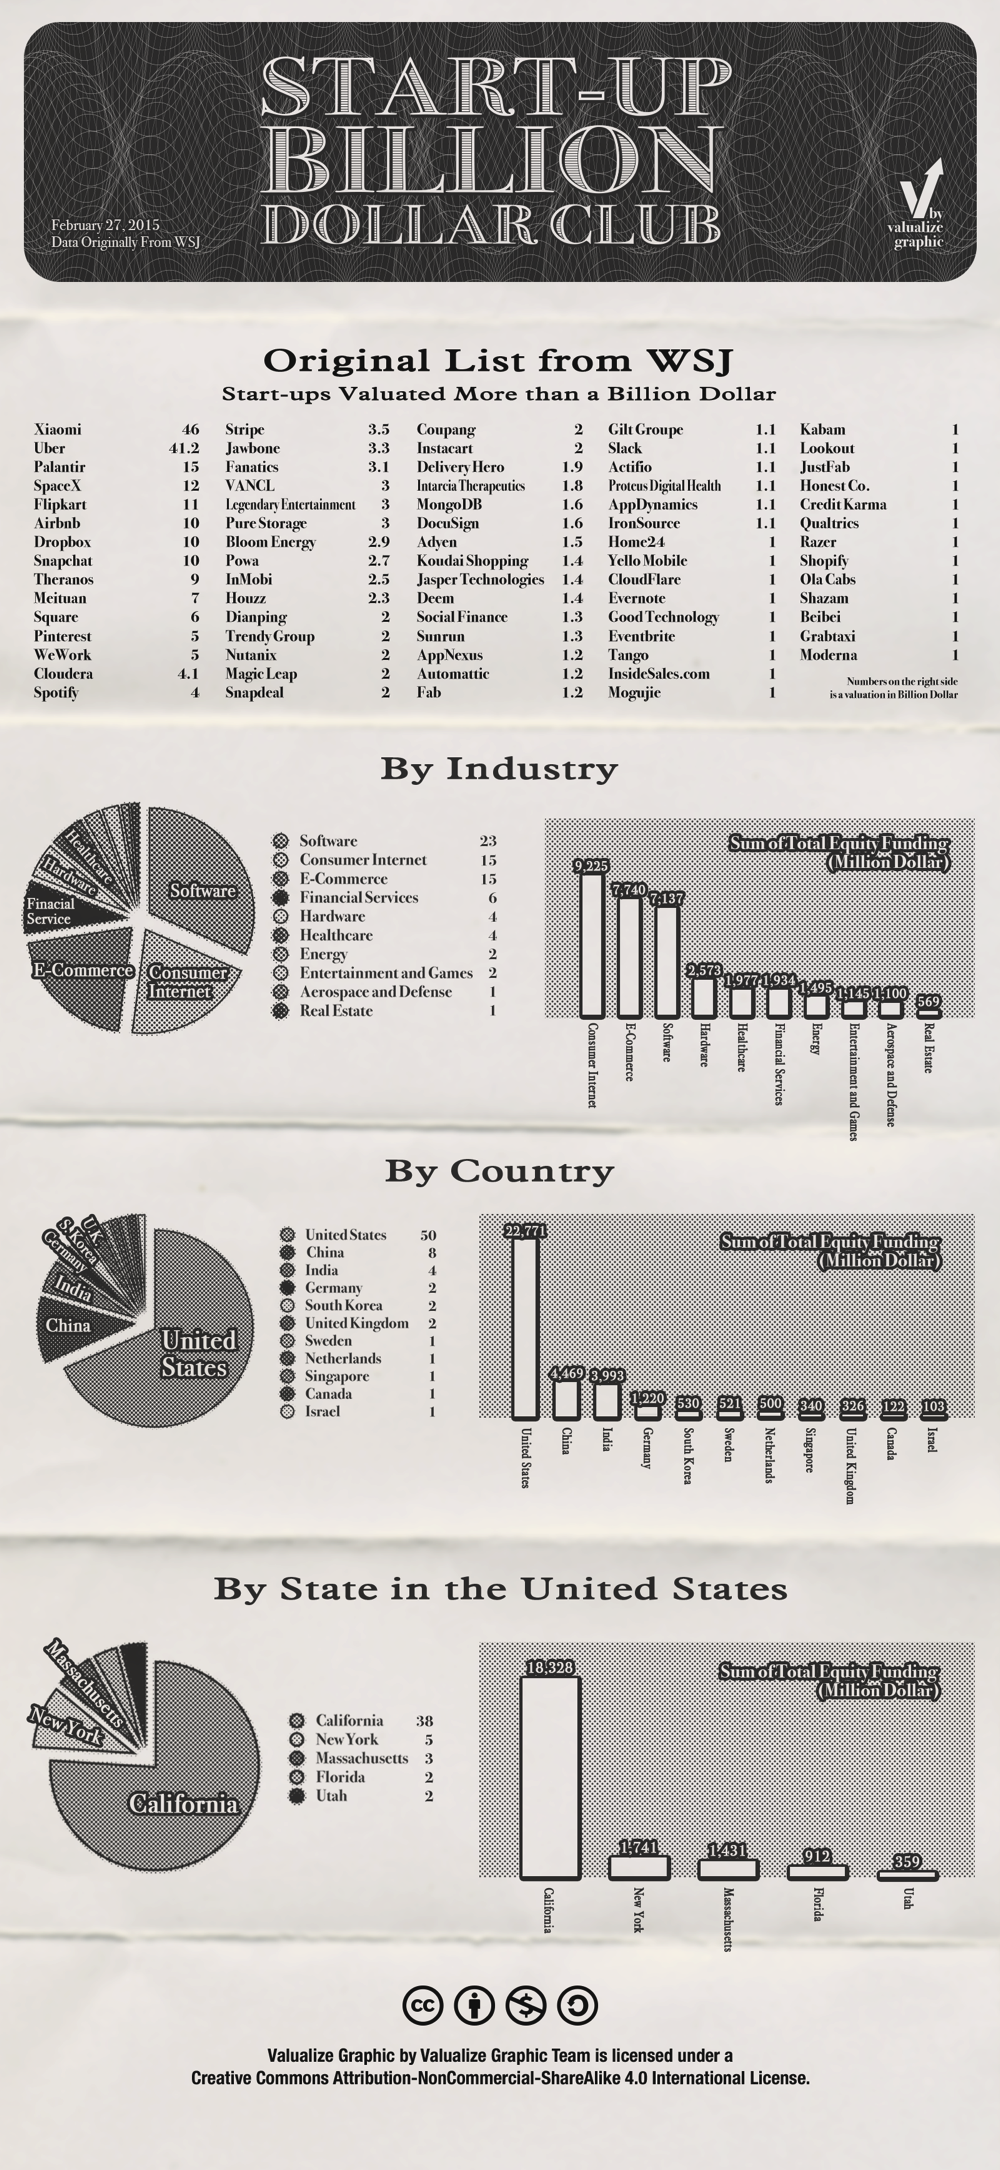 START-UP
BILLION
DOLLAR CLUB
February 27, 2015
Data Originally From WSJ
by
valualize
graphic
Original List from WSJ
Start-ups Valuated More than a Billion Dollar
Xiaomi 46
Uber 41.2
Palantir 15
SpaceX 12
Flipkart 11
Airbnb 10
Dropbox 10
Snapchat 10
Theranos 9
Meituan 7
Square 6
Pinterest 5
WeWork 5
Cloudera 4.1
Spotify 4
Stripe 3.5
Jawbone 3.3
Fanatics 3.1
VANCL 3
Legendary Entertainment 3
Pure Storage 3
Bloom Energy 2.9
Powa 2.7
InMobi 2.5
Houzz 2.3
Dianping 2
Trendy Group 2
Nutanix 2
Magic Leap 2
Snapdeal 2
Coupang 2
Instacart 2
Delivery Hero 1.9
Intarcia Therapeutics 1.8
MongoDB 1.6
DocuSign 1.6
Adyen 1.5
Koudai Shopping 1.4
Jasper Technologies 1.4
Deem 1.4
Social Finance 1.3
Sunrun 1.3
AppNexus 1.2
Automattic 1.2
Fab 1.2
Gilt Groupe 1.1
Slack 1.1
Actifio 1.1
Proteus Digital Health 1.1
AppDynamics 1.1
IronSource 1.1
Home24 1
Yello Mobile 1
CloudFlare 1
Evernote 1
Good Technology 1
Eventbrite 1
Tango 1
InsideSales.com 1
Mogujie 1
Kabam 1
Lookout 1
JustFab 1
Honest Co. 1
Credit Karma 1
Qualtrics 1
Razer 1
Shopify 1
Ola Cabs 1
Shazam 1
Beibei 1
Grabtaxi 1
Moderna 1
Numbers on the right side
is a valuation in Billion Dollar
By Industry
Healthcare
Hardware
Finacial
Service
E-Commerce
Consumer
Internet
Software
Software 23
Consumer Internet 15
E-Commerce 15
Financial Services 6
Hardware 4
Healthcare 4
Energy 2
Entertainment and Games 2
Aerospace and Defense 1
Real Estate 1
Sum of Total Equity Funding
(Million Dollar)
9,225
7,740
7,137
2,573
1,977
1,934
1,495
1,145
1,100
569
Consumer Internet
E-Commerce
Software
Hardware
Healthcare
Financial Services
Energy
Entertainment and Games
Aerospace and Defense
Real Estate
By Country
U.K
S.Korea
Germany
India
China
United
States
United States 50
China 8
India 4
Germany 2
South Korea 2
United Kingdom 2
Sweden 1
Netherlands 1
Singapore 1
Canada 1
Israel 1
Sum of Total Equity Funding
(Million Dollar)
22,771
4,469
3,993
1,220
530
521
500
340
326
122
103
United States
China
India
Germany
South Korea
Sweden
Netherlands
Singapore
United Kingdom
Canada
Israel
By State in the United States
Massachusetts
New York
California
California 38
New York 5
Massachusetts 3
Florida 2
Utah 2
Sum of Total Equity Funding
(Million Dollar)
18,328
1,741
1,431
912
359
California
New York
Massachusetts
Florida
Utah
cc
Valualize Graphic by Valualize Graphic Team is licensed under a
Creative Commons Attribution-NonCommercial-ShareAlike 4.0 International License.